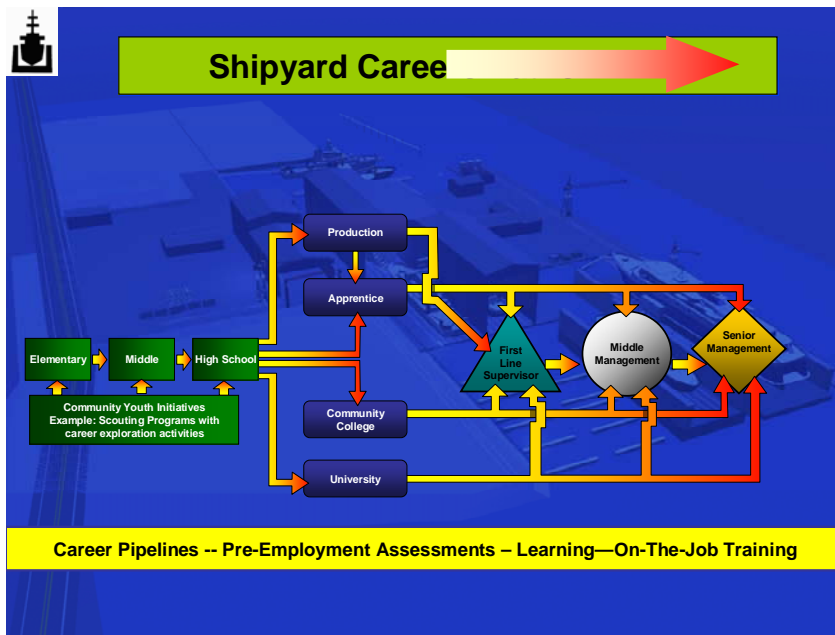 Shipyard Caree
Production
Apprentice
Elementary
Middle
High School
First
Line
Supervisor
Middle
Management
Senior
Management
Community Youth Initiatives
Example: Scouting Programs with
career exploration activities
Community
College
University
Career Pipelines -- Pre-Employment Assessments – Learning—On-The-Job Training